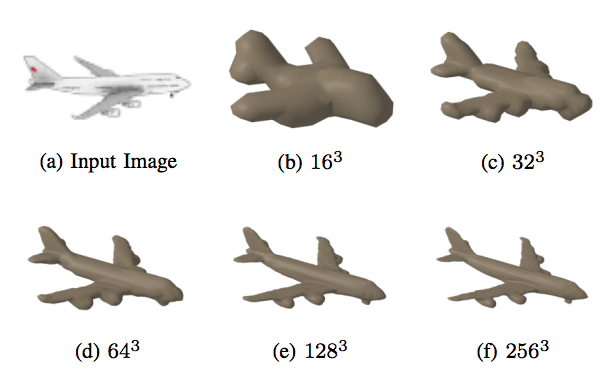 (a) Input Image
(b) 16³
(c) 32³
(d) 64³
(e) 128³
(f) 256³